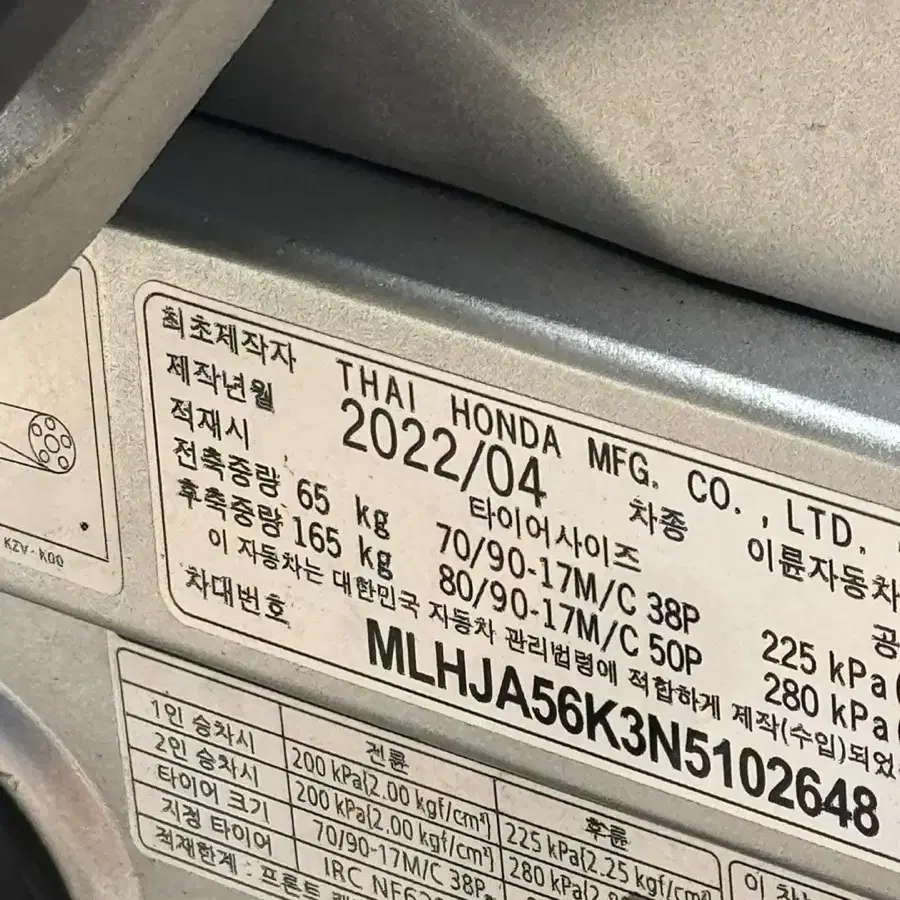 최초제작자 THAI HONDA MFG. CO., LTD.
제작년월 2022/04 차종 이륜자동차
적재시 타이어사이즈
전축중량 65 kg 70/90-17M/C 38P 225 kPa
후축중량 165 kg 80/90-17M/C 50P 280 kPa
이 자동차는 대한민국 자동차 관리법령에 적합하게 제작(수입)되었
차대번호 MLHJA56K3N5102648
KZV-K00
전륜 후륜
1인 승차시 200 kPa(2.00 kgf/cm²) 225 kPa(2.25 kgf/cm²)
2인 승차시 200 kPa(2.00 kgf/cm²) 280 kPa
타이어 크기 70/90-17M/C 38P
지정 타이어 IRC
적재한계 : 프론트